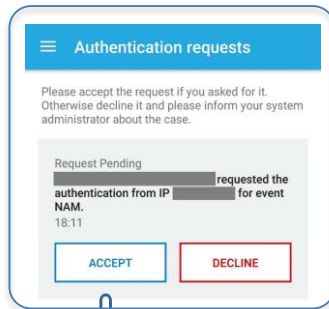 Authentication requests
Please accept the request if you asked for it.
Otherwise decline it and please inform your system
administrator about the case.
Request Pending
requested the
authentication from IP for event
NAM.
18:11
ACCEPT DECLINE